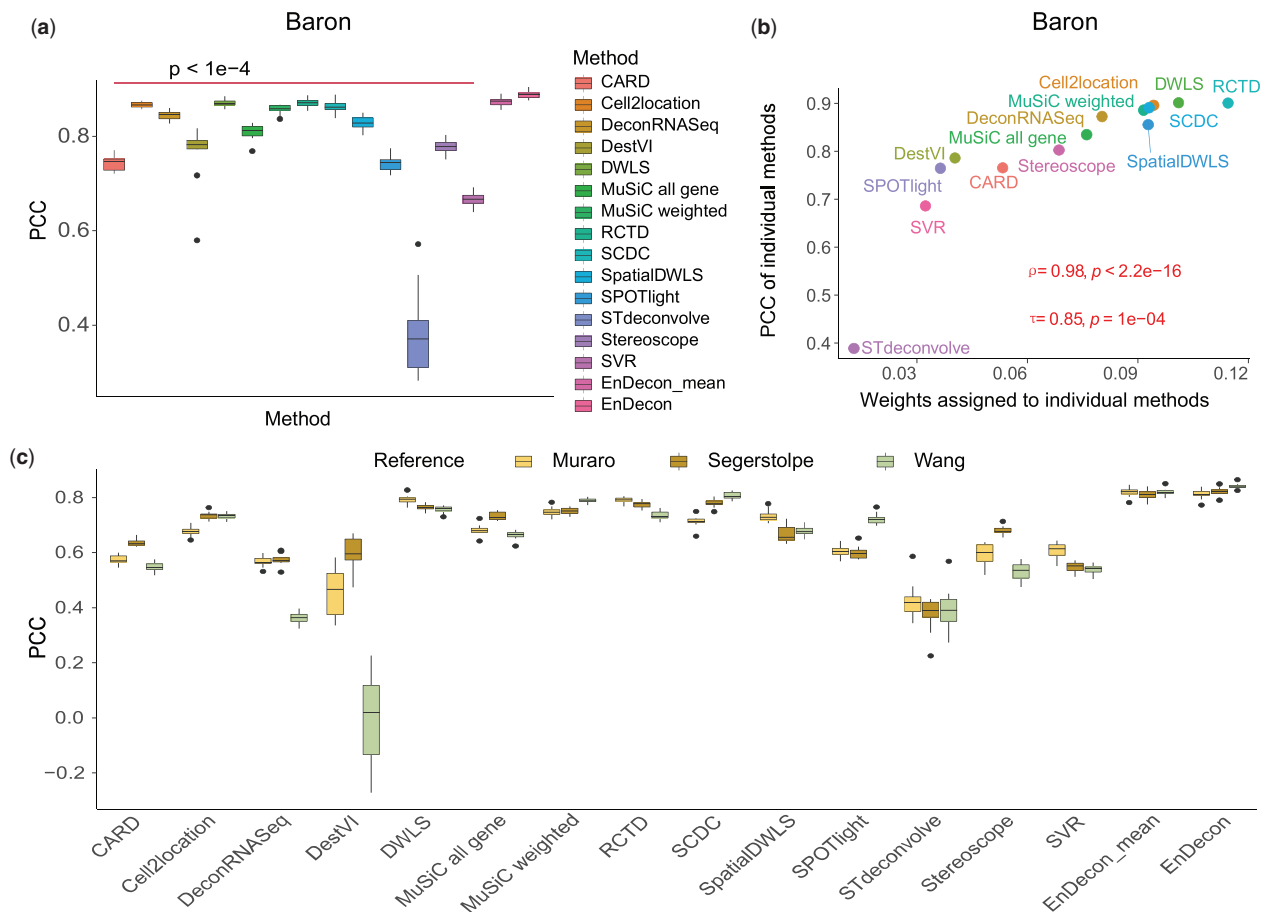 (a)
Baron
p < 1e−4
PCC
0.8
0.6
0.4
Method
Method
CARD
Cell2location
DeconRNASeq
DestVI
DWLS
MuSiC all gene
MuSiC weighted
RCTD
SCDC
SpatialDWLS
SPOTlight
STdeconvolve
Stereoscope
SVR
EnDecon_mean
EnDecon
(b)
Baron
PCC of individual methods
0.9
0.8
0.7
0.6
0.5
0.4
Cell2location
DWLS
RCTD
MuSiC weighted
DeconRNASeq
SCDC
MuSiC all gene
DestVI
Stereoscope
SpatialDWLS
SPOTlight
CARD
SVR
ρ= 0.98, p < 2.2e−16
τ= 0.85, p = 1e−04
STdeconvolve
0.03
0.06
0.09
0.12
Weights assigned to individual methods
(c)
Reference
Muraro
Segerstolpe
Wang
PCC
0.8
0.6
0.4
0.2
0.0
−0.2
CARD
Cell2location
DeconRNASeq
DestVI
DWLS
MuSiC all gene
MuSiC weighted
RCTD
SCDC
SpatialDWLS
SPOTlight
STdeconvolve
Stereoscope
SVR
EnDecon_mean
EnDecon